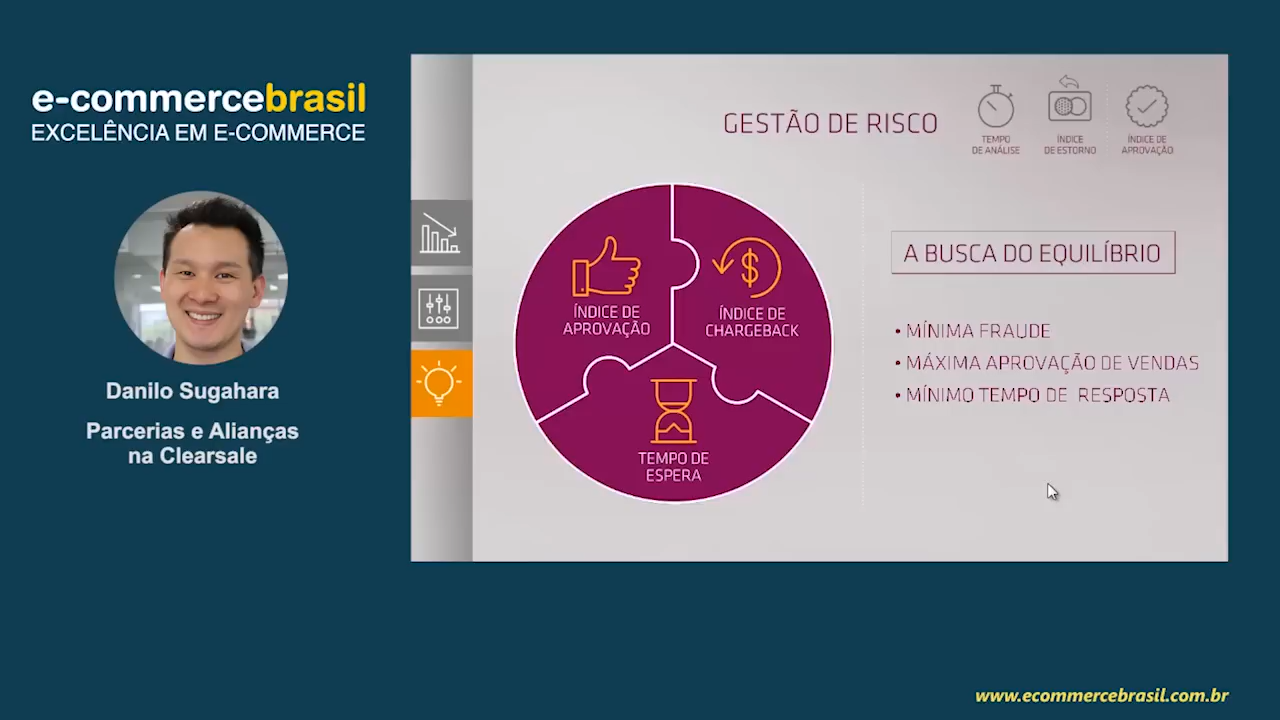 e-commercebrasil
EXCELÊNCIA EM E-COMMERCE
Danilo Sugahara
Parcerias e Alianças
na Clearsale
GESTÃO DE RISCO
TEMPO
DE ANÁLISE
ÍNDICE
DE ESTORNO
ÍNDICE DE
APROVAÇÃO
ÍNDICE DE
APROVAÇÃO
ÍNDICE DE
CHARGEBACK
TEMPO DE
ESPERA
A BUSCA DO EQUILÍBRIO
• MÍNIMA FRAUDE
• MÁXIMA APROVAÇÃO DE VENDAS
• MÍNIMO TEMPO DE RESPOSTA
www.ecommercebrasil.com.br